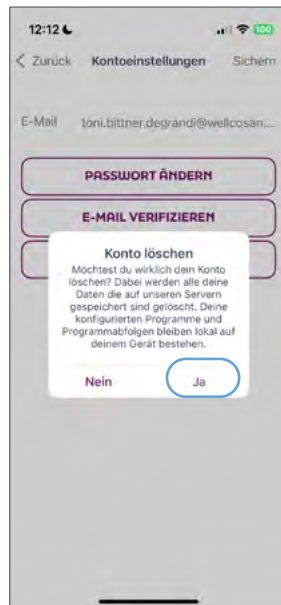 12:12
100
Zurück Kontoeinstellungen Sichern
E-Mail toni.bittner.degrandi@wellcosan...
PASSWORT ÄNDERN
E-MAIL VERIFIZIEREN
Konto löschen
Möchtest du wirklich dein Konto
löschen? Dabei werden alle deine
Daten die auf unseren Servern
gespeichert sind gelöscht. Deine
konfigurierten Programme und
Programmabfolgen bleiben lokal auf
deinem Gerät bestehen.
Nein Ja